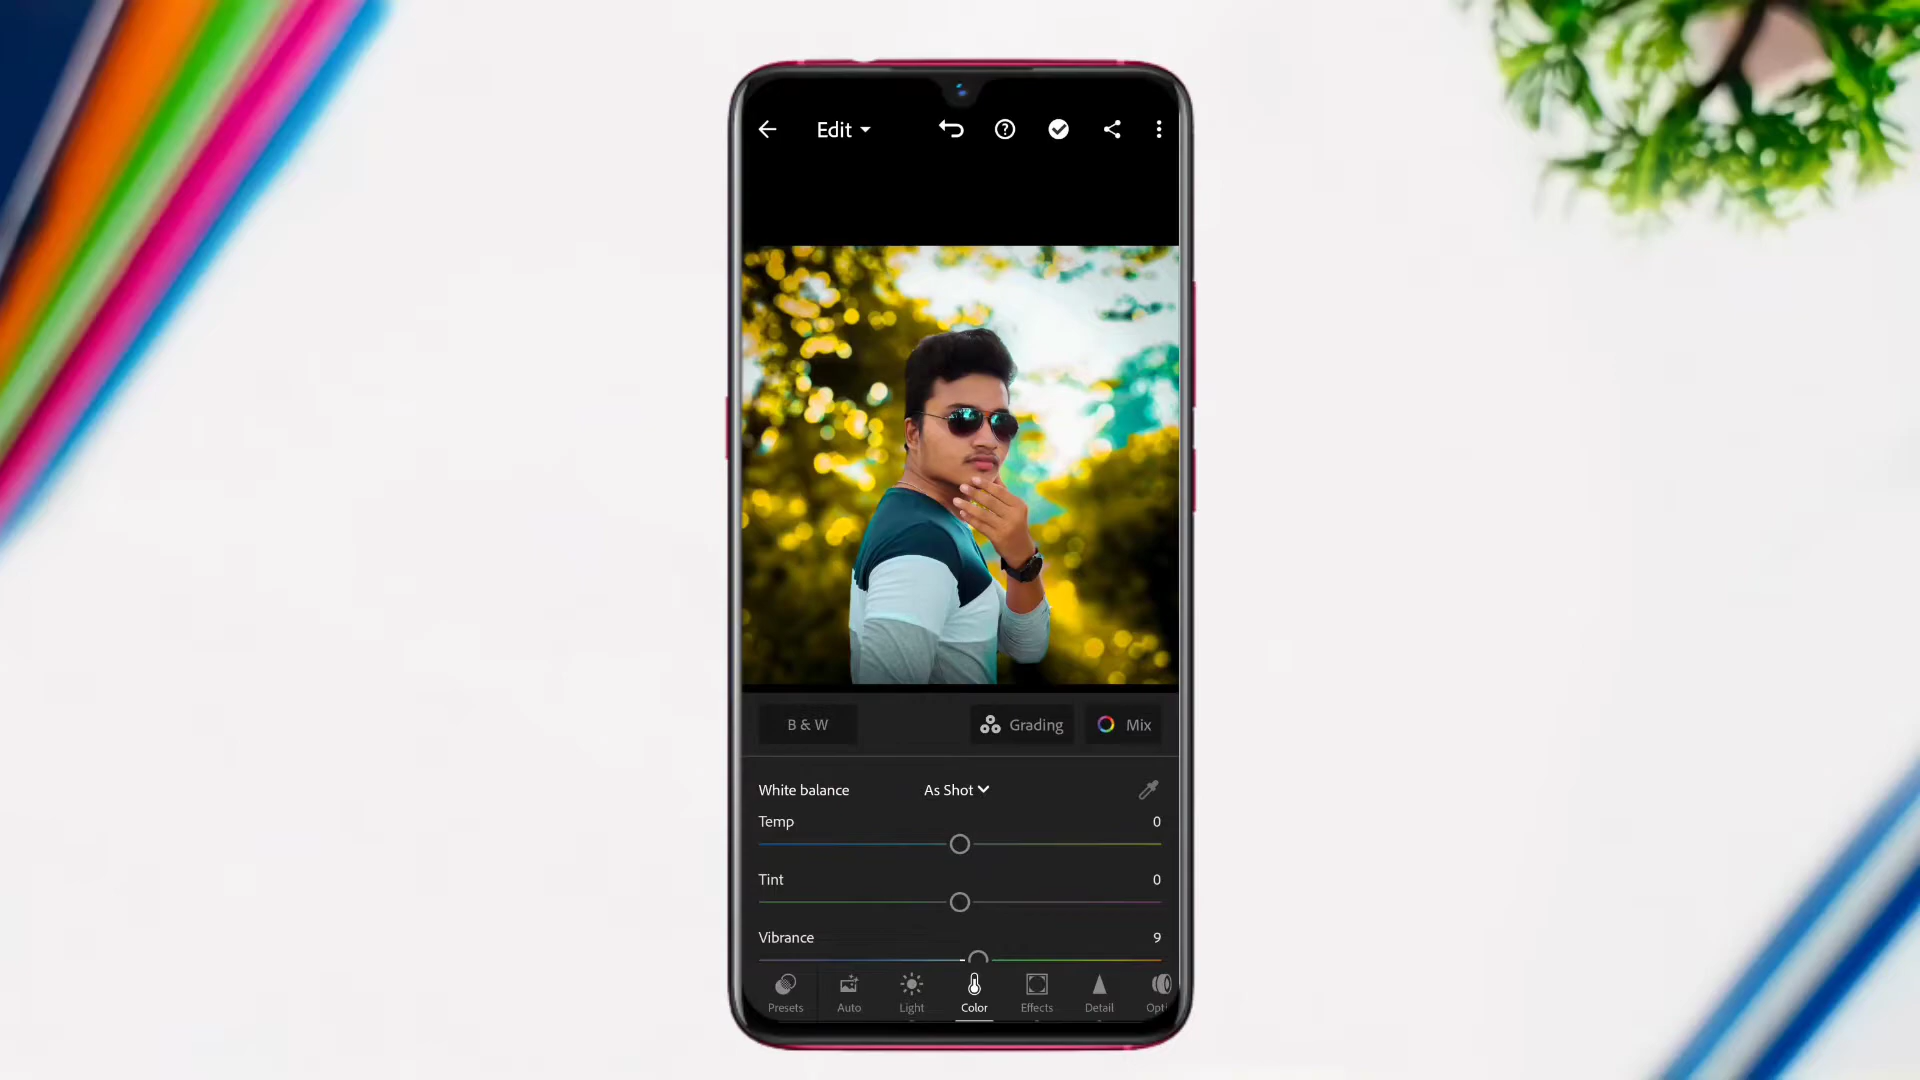 Edit
B & W
Grading
Mix
White balance
As Shot
Temp
0
Tint
0
Vibrance
9
Presets
Auto
Light
Color
Effects
Detail
Opti